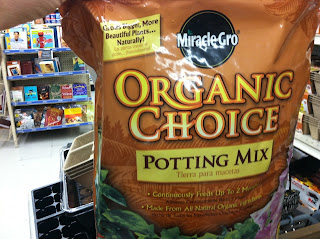 Bigger, More
Beautiful Plants...
Naturally!
Miracle-Gro
ORGANIC
CHOICE
POTTING MIX
Tierra para macetas
• Continuously Feeds Up To 2
• Made From All Natural Organic